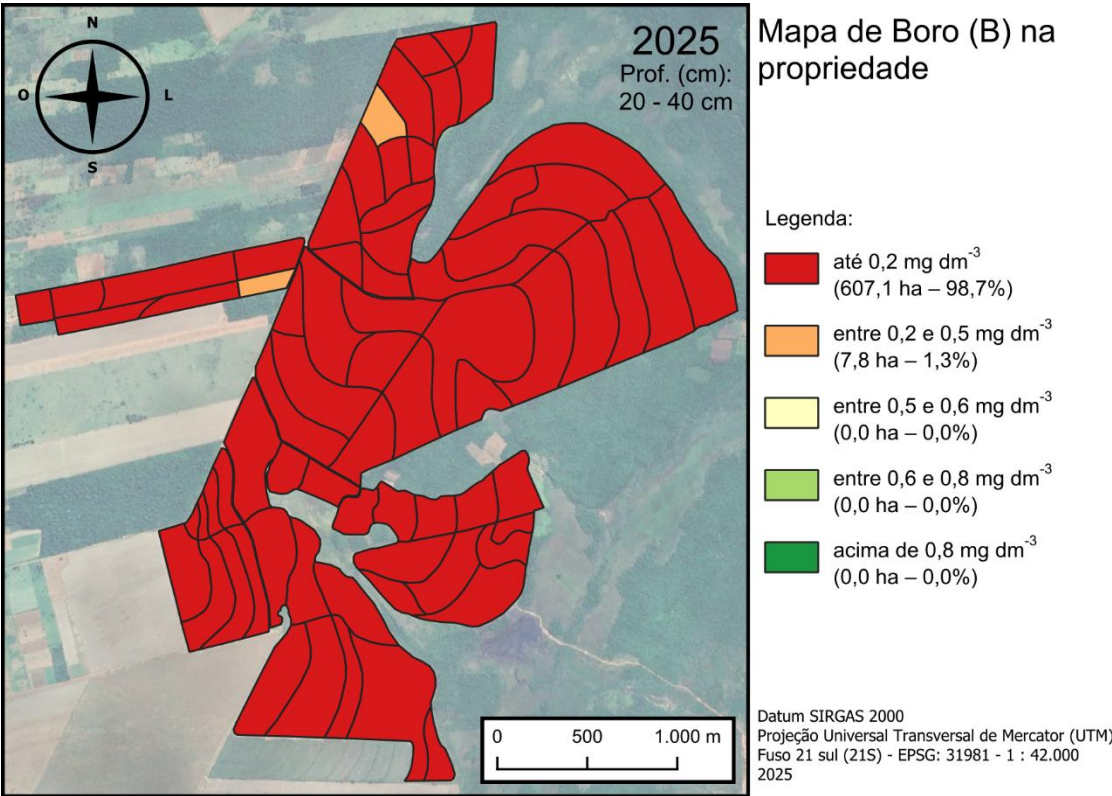 Mapa de Boro (B) na
propriedade
2025
Prof. (cm):
20 - 40 cm
N
O
L
S
Legenda:
até 0,2 mg dm⁻³
(607,1 ha – 98,7%)
entre 0,2 e 0,5 mg dm⁻³
(7,8 ha – 1,3%)
entre 0,5 e 0,6 mg dm⁻³
(0,0 ha – 0,0%)
entre 0,6 e 0,8 mg dm⁻³
(0,0 ha – 0,0%)
acima de 0,8 mg dm⁻³
(0,0 ha – 0,0%)
0 500 1.000 m
Datum SIRGAS 2000
Projeção Universal Transversal de Mercator (UTM)
Fuso 21 sul (21S) - EPSG: 31981 - 1 : 42.000
2025